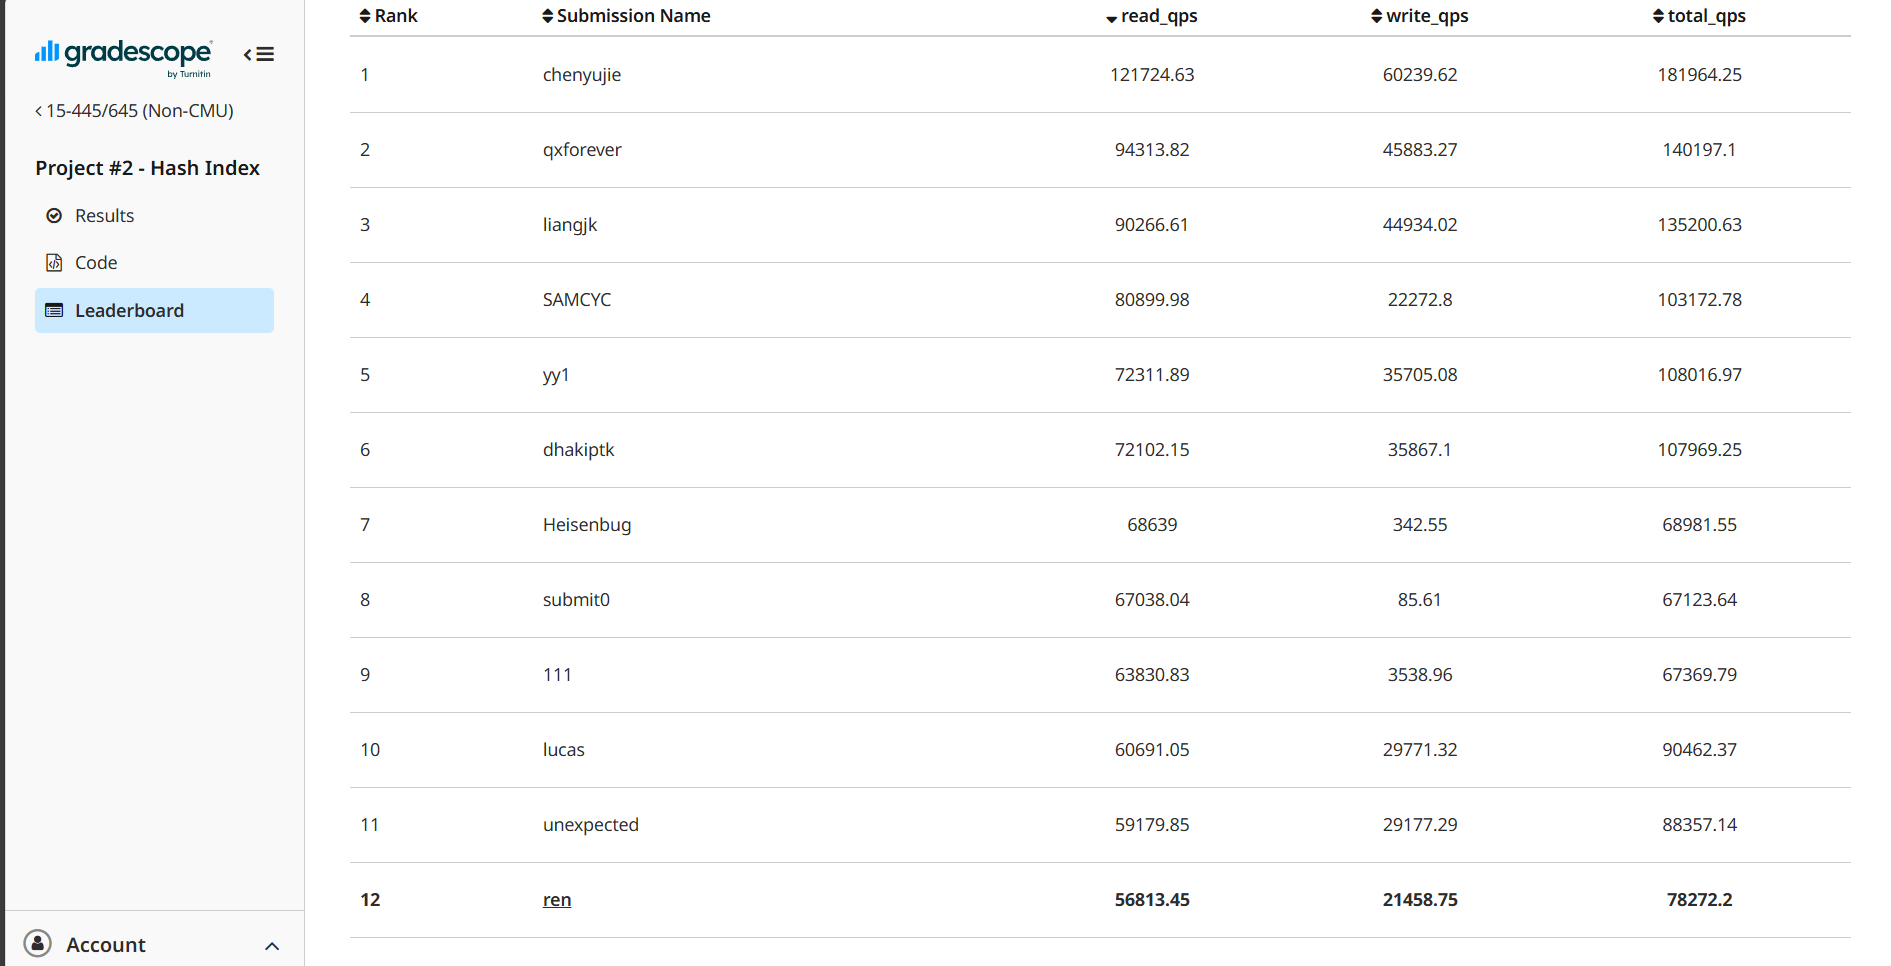 gradescope
by Turnitin
15-445/645 (Non-CMU)
Project #2 - Hash Index
Results
Code
Leaderboard
Account
Rank Submission Name read_qps write_qps total_qps
1 chenyujie 121724.63 60239.62 181964.25
2 qxforever 94313.82 45883.27 140197.1
3 liangjk 90266.61 44934.02 135200.63
4 SAMCYC 80899.98 22272.8 103172.78
5 yy1 72311.89 35705.08 108016.97
6 dhakiptk 72102.15 35867.1 107969.25
7 Heisenbug 68639 342.55 68981.55
8 submit0 67038.04 85.61 67123.64
9 111 63830.83 3538.96 67369.79
10 lucas 60691.05 29771.32 90462.37
11 unexpected 59179.85 29177.29 88357.14
12 ren 56813.45 21458.75 78272.2